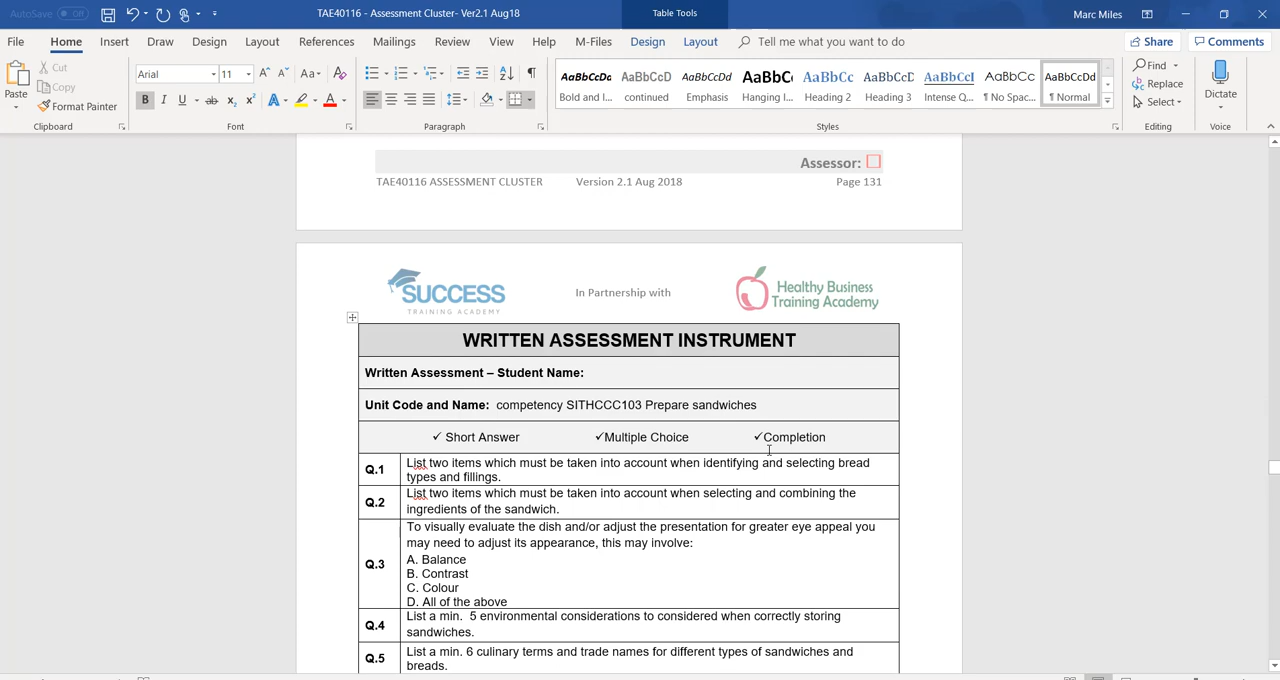 AutoSave Off
TAE40116 - Assessment Cluster- Ver2.1 Aug18
Table Tools
Marc Miles
File Home Insert Draw Design Layout References Mailings Review View Help M-Files Design Layout Tell me what you want to do Share Comments
Paste
Cut
Copy
Format Painter
Clipboard
Arial 11
Font
Paragraph
AaBbCcDc AaBbCcD AaBbCcDd AaBbC AaBbCc AaBbCcD AaBbCcI AaBbCc AaBbCcDd
Bold and I... continued Emphasis Hanging I... Heading 2 Heading 3 Intense Q... ¶ No Spac... ¶ Normal
Styles
Find
Replace
Select
Editing
Dictate
Voice
Assessor:
TAE40116 ASSESSMENT CLUSTER Version 2.1 Aug 2018 Page 131
SUCCESS
TRAINING ACADEMY
In Partnership with
Healthy Business
Training Academy
WRITTEN ASSESSMENT INSTRUMENT
Written Assessment – Student Name:
Unit Code and Name: competency SITHCCC103 Prepare sandwiches
✓ Short Answer ✓Multiple Choice ✓Completion
Q.1 List two items which must be taken into account when identifying and selecting bread
types and fillings.
Q.2 List two items which must be taken into account when selecting and combining the
ingredients of the sandwich.
Q.3 To visually evaluate the dish and/or adjust the presentation for greater eye appeal you
may need to adjust its appearance, this may involve:
A. Balance
B. Contrast
C. Colour
D. All of the above
Q.4 List a min.  5 environmental considerations to considered when correctly storing
sandwiches.
Q.5 List a min. 6 culinary terms and trade names for different types of sandwiches and
breads.